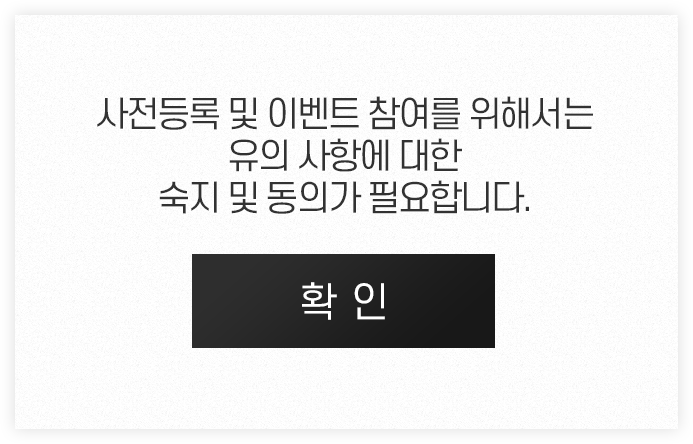 사전등록 및 이벤트 참여를 위해서는
유의 사항에 대한
숙지 및 동의가 필요합니다.
확 인